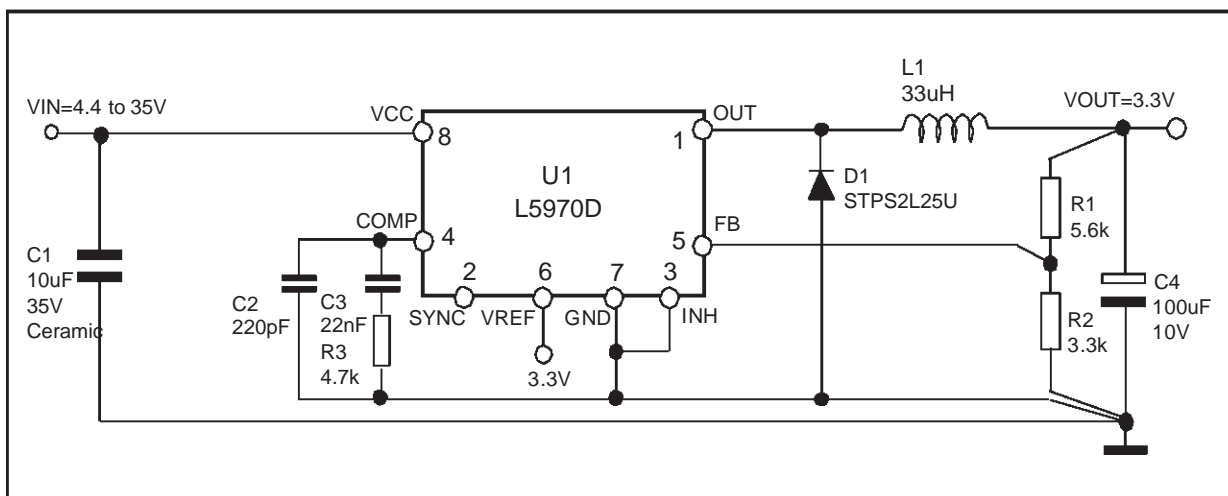 L1
33uH
VIN=4.4 to 35V
VOUT=3.3V
VCC
OUT
8
1
U1
L5970D
D1
STPS2L25U
R1
5.6k
COMP
4
FB
5
C1
10uF
35V
Ceramic
2
6
7
3
C4
100uF
10V
C2
220pF
C3
22nF
R3
4.7k
SYNC
VREF
GND
INH
R2
3.3k
3.3V